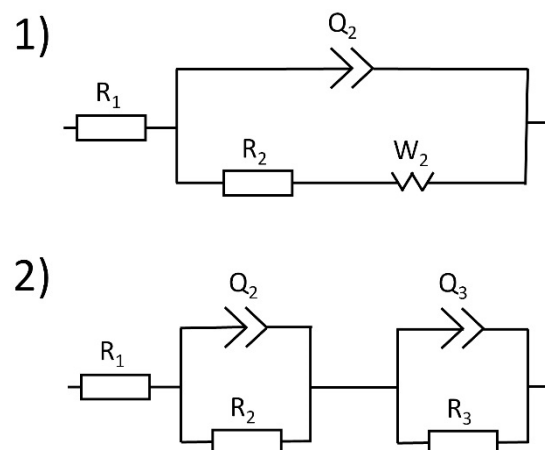 1)
Q₂
R₁
R₂
W₂
2)
Q₂
Q₃
R₁
R₂
R₃